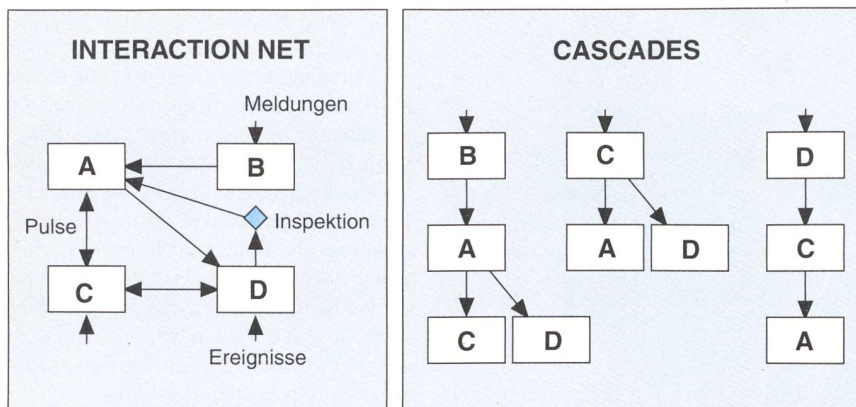 INTERACTION NET
Meldungen
A
B
Pulse
Inspektion
C
D
Ereignisse
CASCADES
B
C
D
A
A
D
C
C
D
A